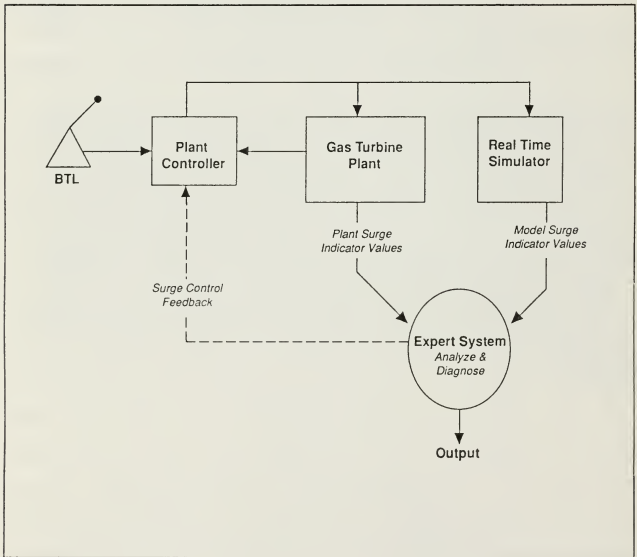 BTL
Plant
Controller
Gas Turbine
Plant
Real Time
Simulator
Plant Surge
Indicator Values
Model Surge
Indicator Values
Surge Control
Feedback
Expert System
Analyze &
Diagnose
Output